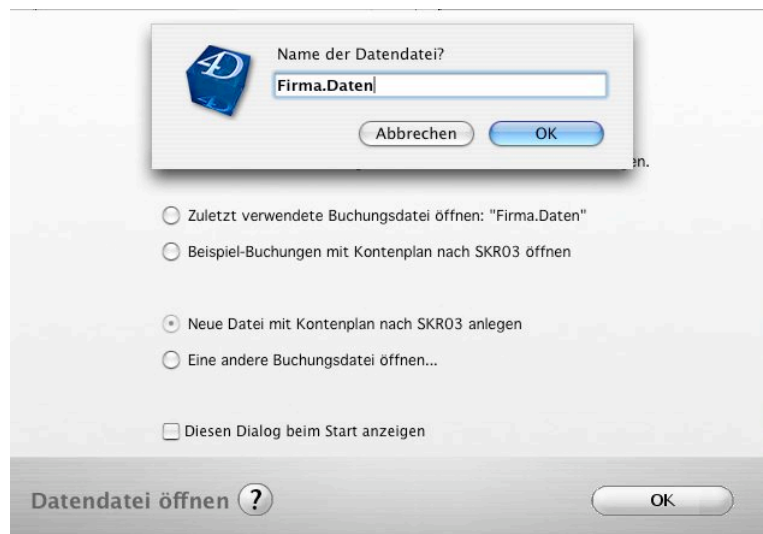 4D
Name der Datendatei?
Firma.Daten
Abbrechen
OK
en.
Zuletzt verwendete Buchungsdatei öffnen: "Firma.Daten"
Beispiel-Buchungen mit Kontenplan nach SKR03 öffnen
Neue Datei mit Kontenplan nach SKR03 anlegen
Eine andere Buchungsdatei öffnen...
Diesen Dialog beim Start anzeigen
Datendatei öffnen ?
OK